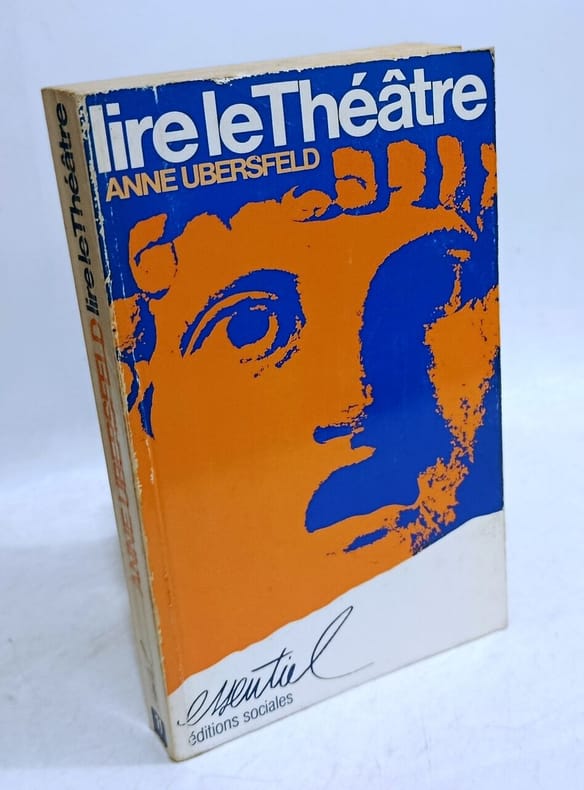 lire le Théâtre
ANNE UBERSFELD
essentiel
éditions sociales
lire le Théâtre
ANNE UBERSFELD